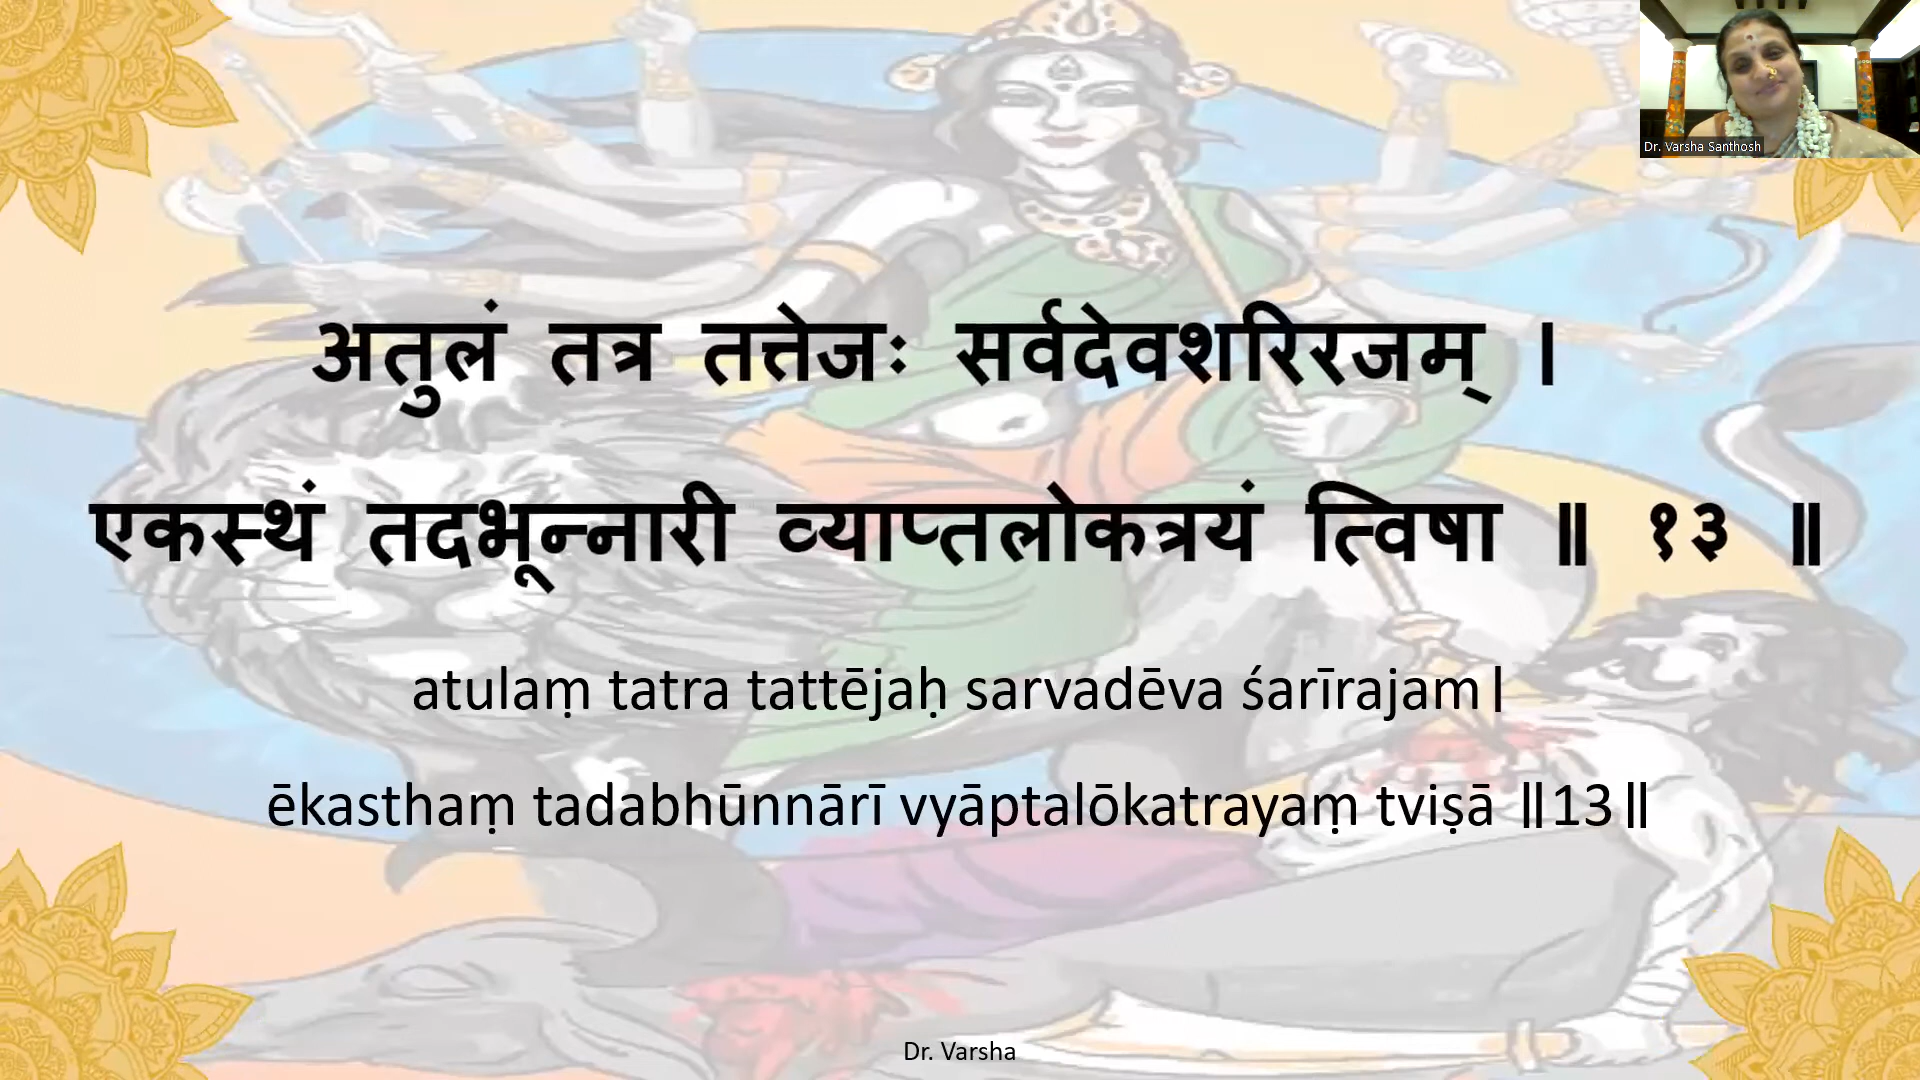 Dr. Varsha Santhosh
अतुलं तत्र तत्तेजः सर्वदेवशरिरजम् ।
एकस्थं तदभून्नारी व्याप्तलोकत्रयं त्विषा ॥ १३ ॥
atulaṃ tatra tattējaḥ sarvadēva śarīrajam।
ēkasthaṃ tadabhūnnārī vyāptalōkatrayaṃ tviṣā ॥13॥
Dr. Varsha